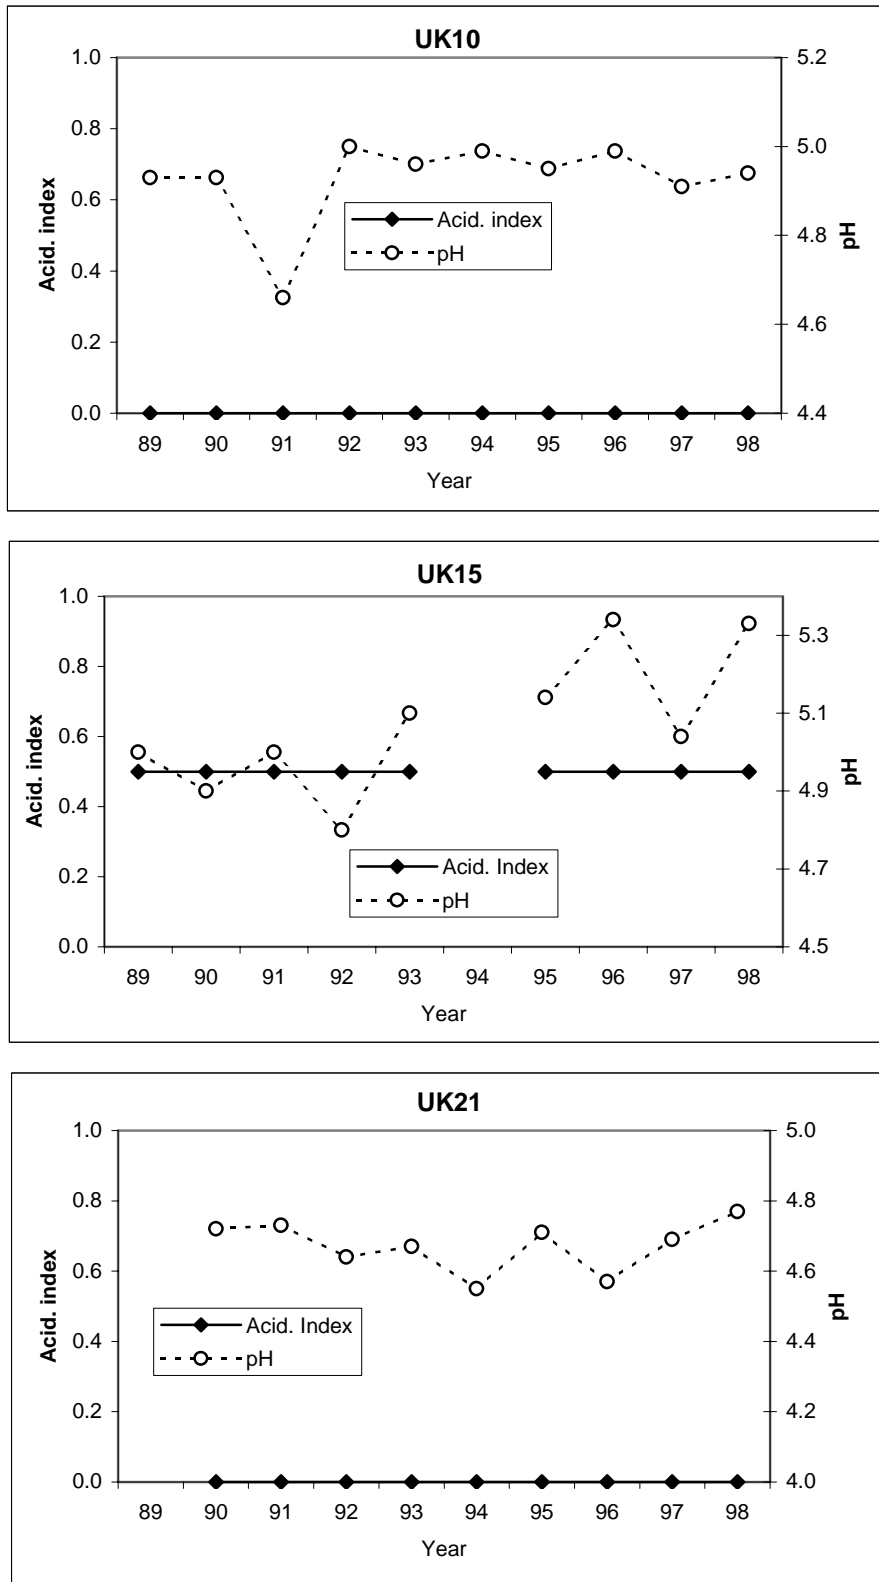 UK10
1.0
0.8
0.6
0.4
0.2
0.0
Acid. index
5.2
5.0
4.8
4.6
4.4
pH
Acid. index
pH
89 90 91 92 93 94 95 96 97 98
Year
UK15
1.0
0.8
0.6
0.4
0.2
0.0
Acid. index
5.3
5.1
4.9
4.7
4.5
pH
Acid. Index
pH
89 90 91 92 93 94 95 96 97 98
Year
UK21
1.0
0.8
0.6
0.4
0.2
0.0
Acid. index
5.0
4.8
4.6
4.4
4.2
4.0
pH
Acid. Index
pH
89 90 91 92 93 94 95 96 97 98
Year